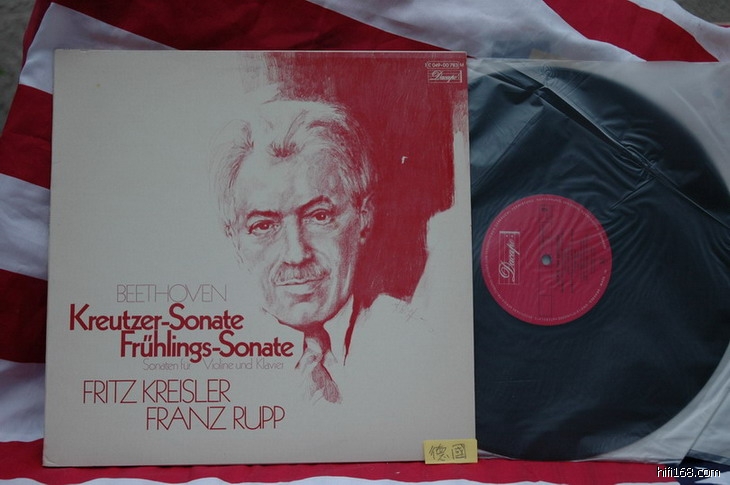 Dacapo
BEETHOVEN
Kreutzer-Sonate
Frühlings-Sonate
Sonaten für Violine und Klavier
FRITZ KREISLER
FRANZ RUPP
德国
Dacapo
hifi168.com